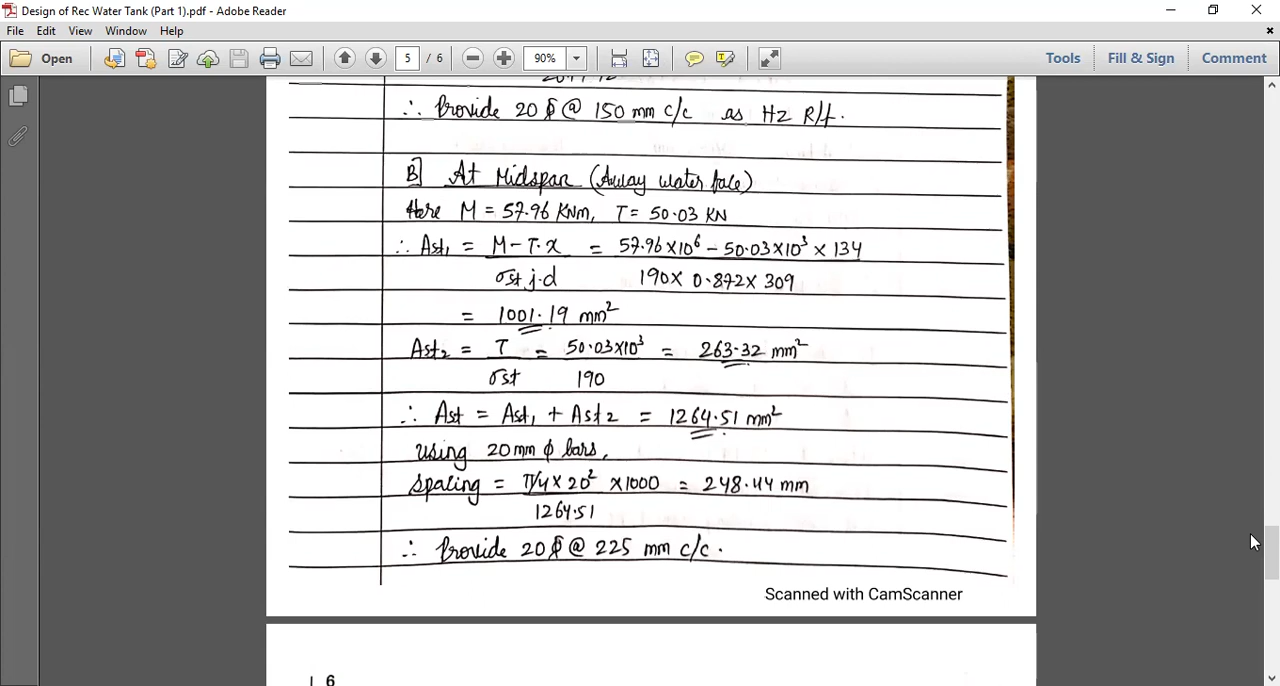 Design of Rec Water Tank (Part 1).pdf - Adobe Reader
File Edit View Window Help
Open 5 / 6 90% Tools Fill & Sign Comment
∴ Provide 20 ϕ @ 150 mm c/c as Hz R/f.
B] At Midspan (Away water face)
Here M = 57.96 KNm, T = 50.03 KN
∴ Ast₁ = M - T.x = 57.96 x10⁶ - 50.03 x10³ x 134
σst j.d 190 x 0.872 x 309
= 1001.19 mm²
Ast₂ = T = 50.03 x10³ = 263.32 mm²
σst 190
∴ Ast = Ast₁ + Ast2 = 1264.51 mm²
using 20 mm ϕ bars,
Spacing = π/4 x 20² x1000 = 248.44 mm
1264.51
∴ Provide 20 ϕ @ 225 mm c/c.
Scanned with CamScanner
6